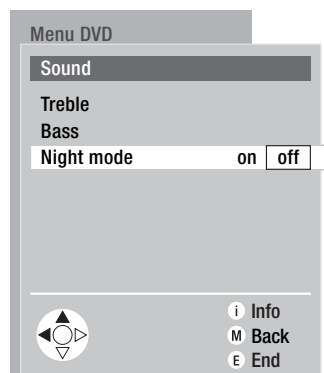 Menu DVD
Sound
Treble
Bass
Night mode on off
i Info
M Back
E End